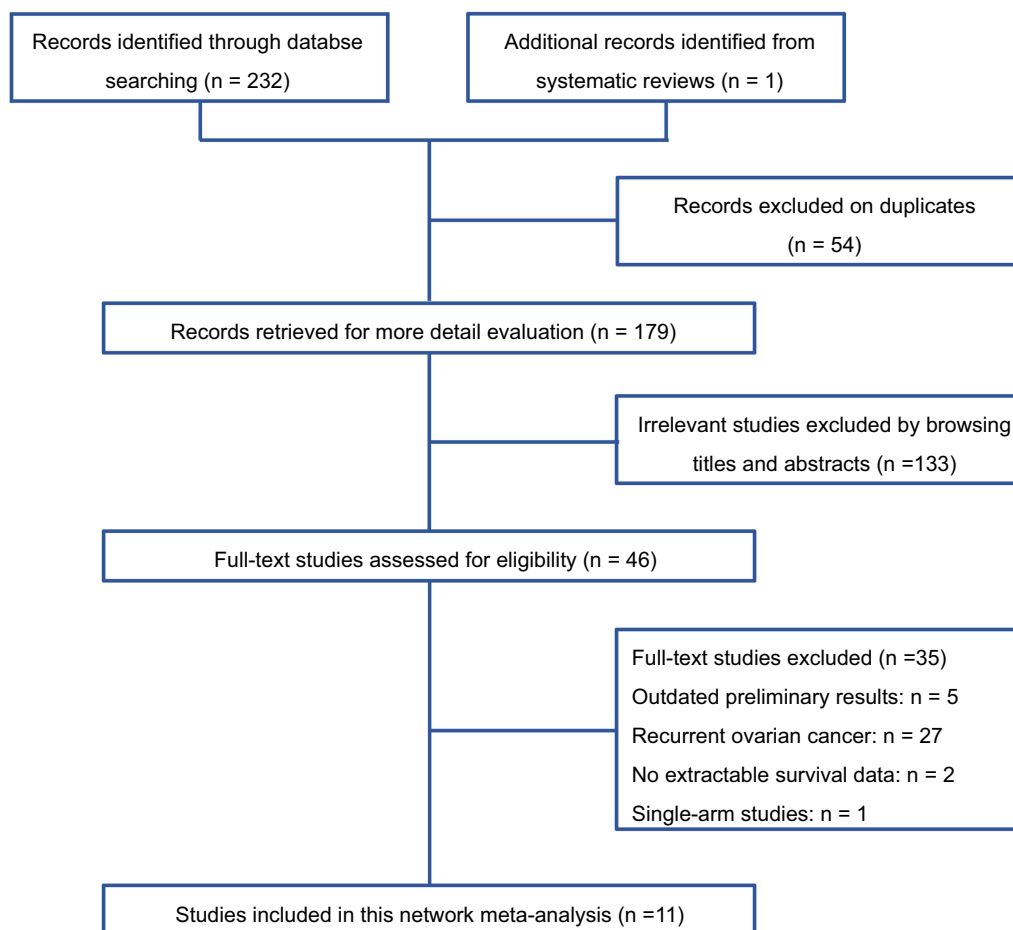 Records identified through databse
searching (n = 232)
Additional records identified from
systematic reviews (n = 1)
Records excluded on duplicates
(n = 54)
Records retrieved for more detail evaluation (n = 179)
Irrelevant studies excluded by browsing
titles and abstracts (n =133)
Full-text studies assessed for eligibility (n = 46)
Full-text studies excluded (n =35)
Outdated preliminary results: n = 5
Recurrent ovarian cancer: n = 27
No extractable survival data: n = 2
Single-arm studies: n = 1
Studies included in this network meta-analysis (n =11)